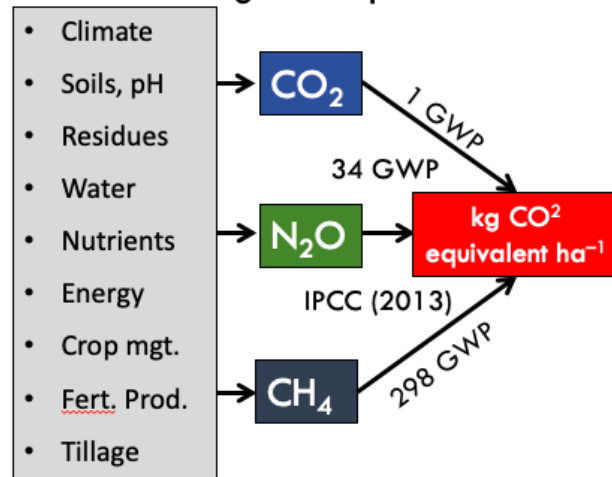 • Climate
• Soils, pH
• Residues
• Water
• Nutrients
• Energy
• Crop mgt.
• Fert. Prod.
• Tillage
CO₂
N₂O
CH₄
1 GWP
34 GWP
IPCC (2013)
298 GWP
kg CO²
equivalent ha⁻¹